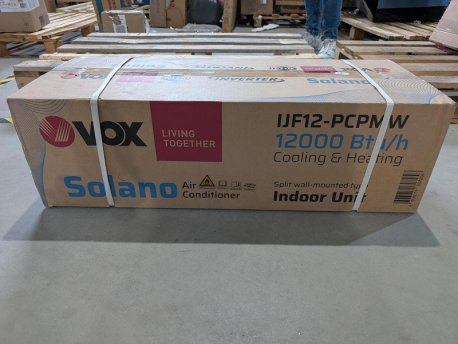 INVERTER
Solano
VOX
LIVING
TOGETHER
IJF12-PCPMW
12000 Btu/h
Cooling & Heating
Solano
Air
Conditioner
Split wall-mounted type
Indoor Unit